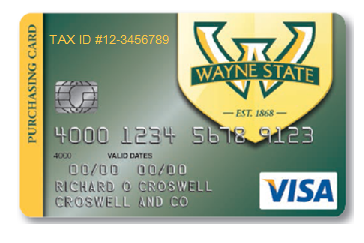 PURCHASING CARD
TAX ID #12-3456789
W
WAYNE STATE
— EST. 1868 —
4000 1234 5678 9123
4000 VALID DATES
00/00 00/00
RICHARD O CROSWELL
CROSWELL AND CO
VISA